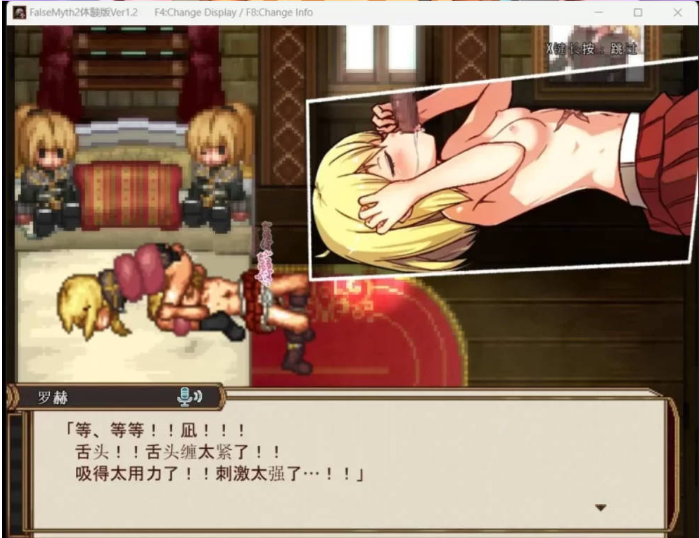 FalseMyth2体験版Ver1.2 F4:Change Display / F8:Change Info
罗赫
「等、等等！！凪！！！
舌头！！舌头缠太紧了！！
吸得太用力了！！刺激太强了…！！」